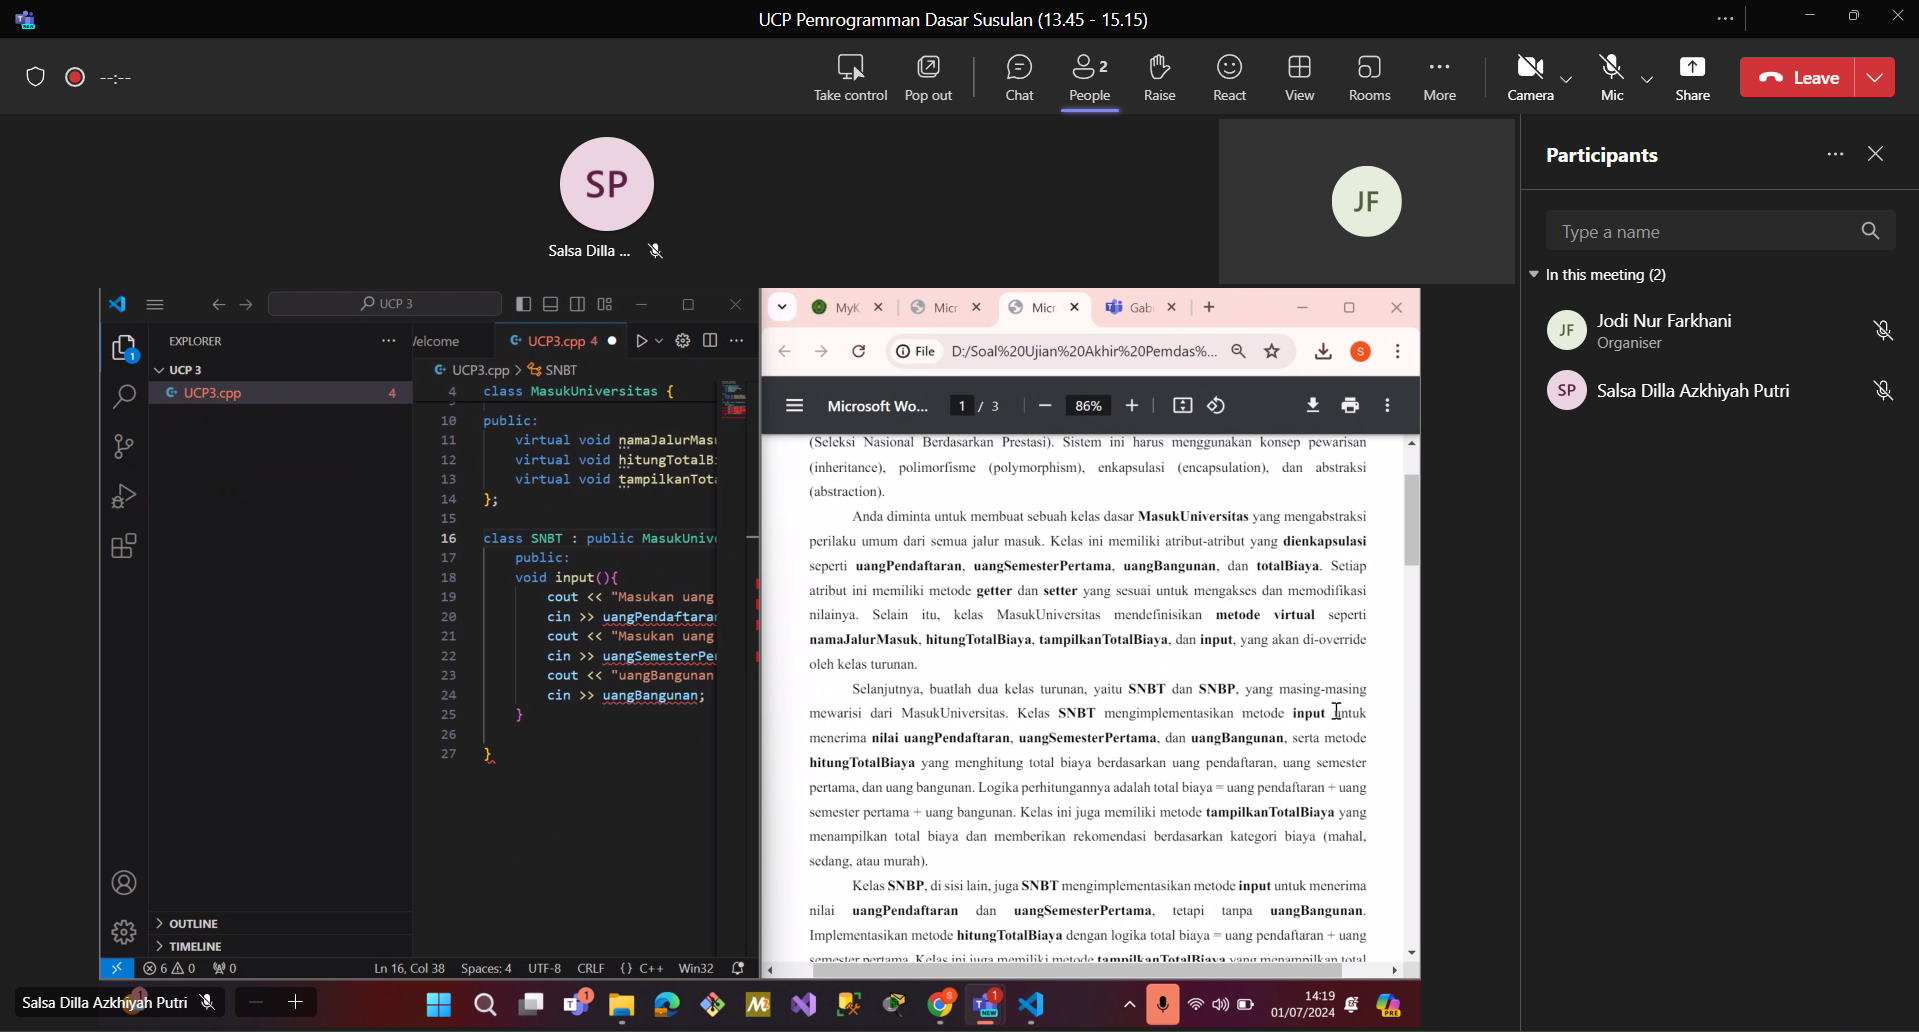 UCP Pemrogramman Dasar Susulan (13.45 - 15.15)
--:--
Take control
Pop out
Chat
2
People
Raise
React
View
Rooms
More
Camera
Mic
Share
Leave
SP
Salsa Dilla ...
JF
Participants
Type a name
In this meeting (2)
JF
Jodi Nur Farkhani
Organiser
SP
Salsa Dilla Azkhiyah Putri
UCP 3
EXPLORER
UCP 3
UCP3.cpp 4
OUTLINE
TIMELINE
1
elcome
UCP3.cpp 4
UCP3.cpp > SNBT
4 class MasukUniversitas {
10 public:
11 virtual void namaJalurMas
12 virtual void hitungTotalB
13 virtual void tampilkanTot
14 };
15
16 class SNBT : public MasukUniv
17 public:
18 void input(){
19 cout << "Masukan uang
20 cin >> uangPendaftara
21 cout << "Masukan uang
22 cin >> uangSemesterPe
23 cout << "uangBangunan
24 cin >> uangBangunan;
25 }
26
27 }
6 0 0
Ln 16, Col 38 Spaces: 4 UTF-8 CRLF {} C++ Win32
MyK
Micr
Micr
Gab
File D:/Soal%20Ujian%20Akhir%20Pemdas%...
S
Microsoft Wo... 1 / 3 86%
(Seleksi Nasional Berdasarkan Prestasi). Sistem ini harus menggunakan konsep pewarisan
(inheritance), polimorfisme (polymorphism), enkapsulasi (encapsulation), dan abstraksi
(abstraction).
Anda diminta untuk membuat sebuah kelas dasar MasukUniversitas yang mengabstraksi
perilaku umum dari semua jalur masuk. Kelas ini memiliki atribut-atribut yang dienkapsulasi
seperti uangPendaftaran, uangSemesterPertama, uangBangunan, dan totalBiaya. Setiap
atribut ini memiliki metode getter dan setter yang sesuai untuk mengakses dan memodifikasi
nilainya. Selain itu, kelas MasukUniversitas mendefinisikan metode virtual seperti
namaJalurMasuk, hitungTotalBiaya, tampilkanTotalBiaya, dan input, yang akan di-override
oleh kelas turunan.
Selanjutnya, buatlah dua kelas turunan, yaitu SNBT dan SNBP, yang masing-masing
mewarisi dari MasukUniversitas. Kelas SNBT mengimplementasikan metode input untuk
menerima nilai uangPendaftaran, uangSemesterPertama, dan uangBangunan, serta metode
hitungTotalBiaya yang menghitung total biaya berdasarkan uang pendaftaran, uang semester
pertama, dan uang bangunan. Logika perhitungannya adalah total biaya = uang pendaftaran + uang
semester pertama + uang bangunan. Kelas ini juga memiliki metode tampilkanTotalBiaya yang
menampilkan total biaya dan memberikan rekomendasi berdasarkan kategori biaya (mahal,
sedang, atau murah).
Kelas SNBP, di sisi lain, juga SNBT mengimplementasikan metode input untuk menerima
nilai uangPendaftaran dan uangSemesterPertama, tetapi tanpa uangBangunan.
Implementasikan metode hitungTotalBiaya dengan logika total biaya = uang pendaftaran + uang
semester pertama. Kelas ini juga memiliki metode tampilkanTotalBiaya yang menampilkan total
Salsa Dilla Azkhiyah Putri
14:19
01/07/2024